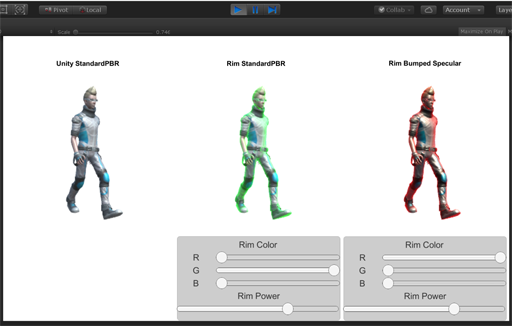 Pivot Local Collab Account Laye
Scale 0.74x Maximize On Play
Unity StandardPBR Rim StandardPBR Rim Bumped Specular
Rim Color Rim Color
R R
G G
B B
Rim Power Rim Power